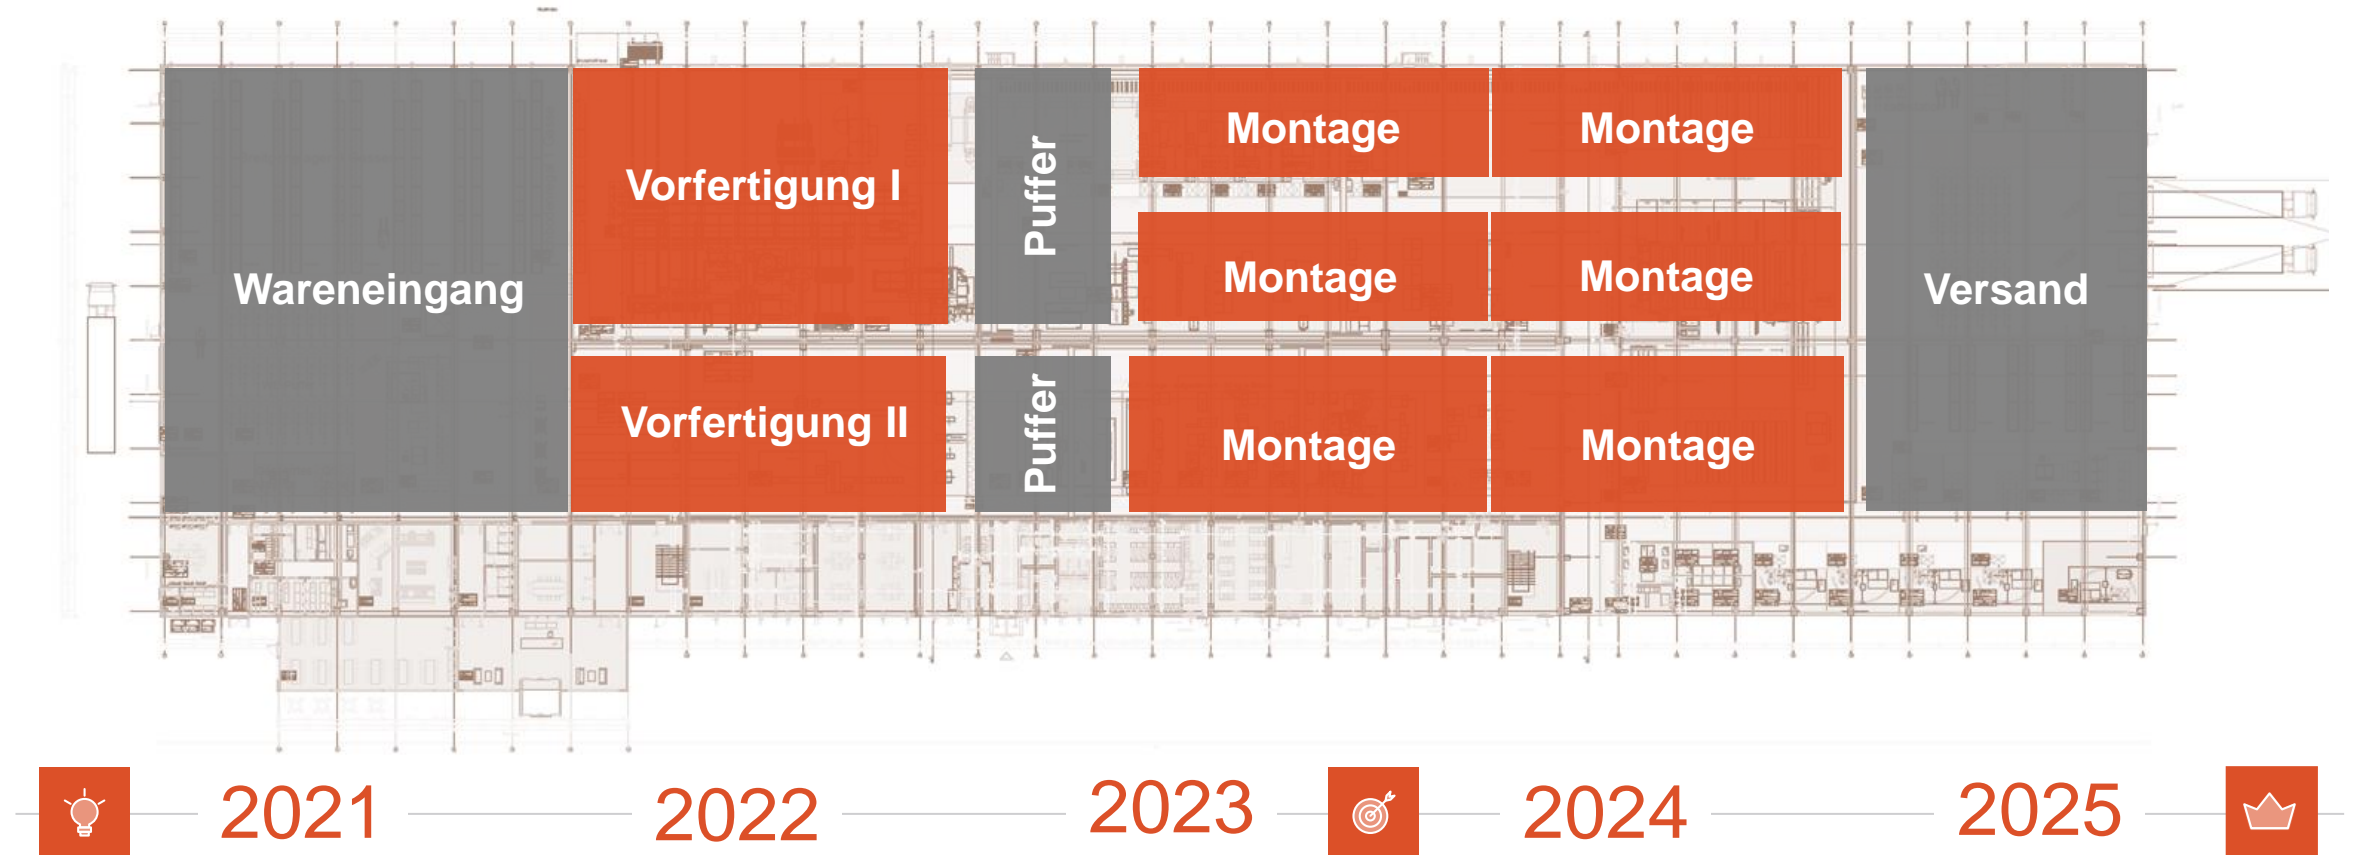 Wareneingang
Vorfertigung I
Vorfertigung II
Puffer
Puffer
Montage
Montage
Montage
Montage
Montage
Montage
Versand
2021
2022
2023
2024
2025